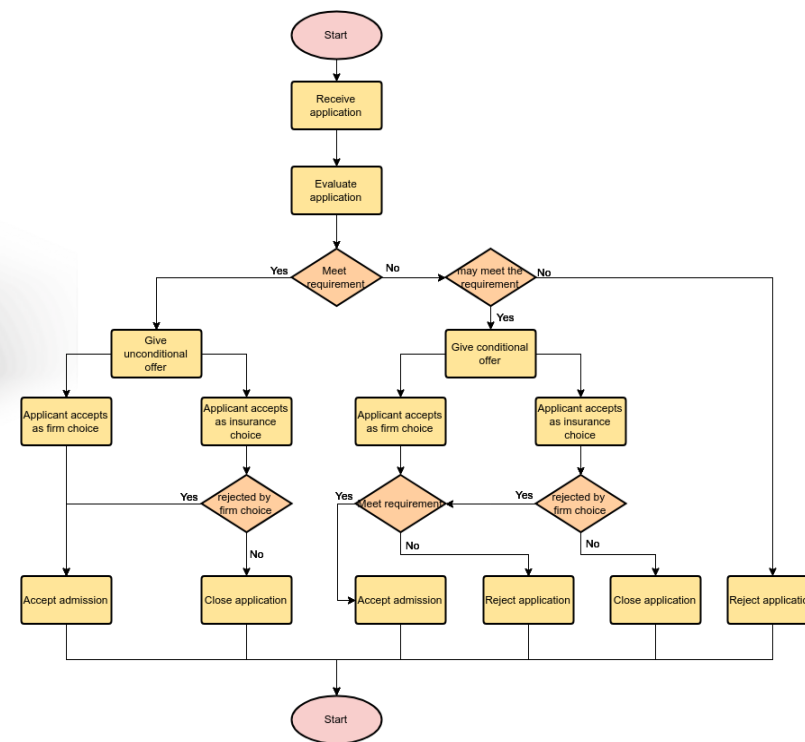 Start
Receive
application
Evaluate
application
Meet
requirement
Yes
No
may meet the
requirement
No
Yes
Give
unconditional
offer
Give conditional
offer
Applicant accepts
as firm choice
Applicant accepts
as insurance
choice
Applicant accepts
as firm choice
Applicant accepts
as insurance
choice
Yes
rejected by
firm choice
No
Yes
Meet requirement
No
Yes
rejected by
firm choice
No
Accept admission
Close application
Accept admission
Reject application
Close application
Reject applicatio
Start